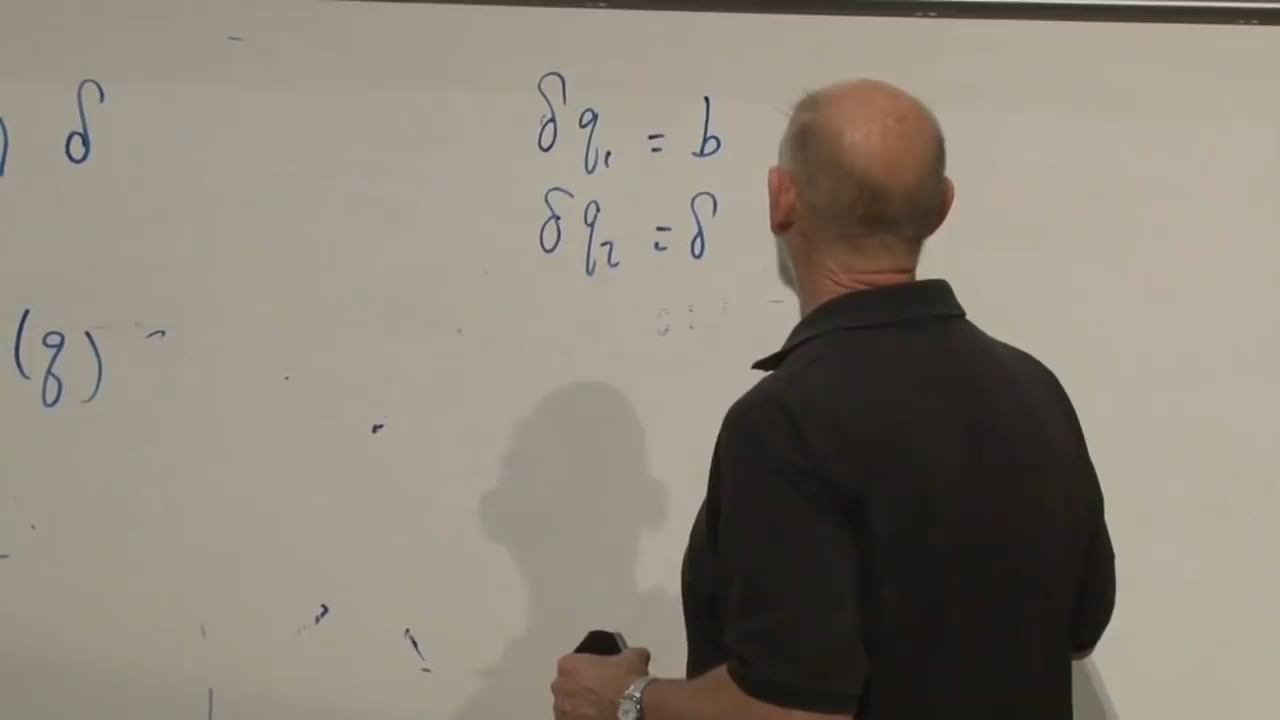 ) δ
δq₁ = b
δq₂ = δ
(q)